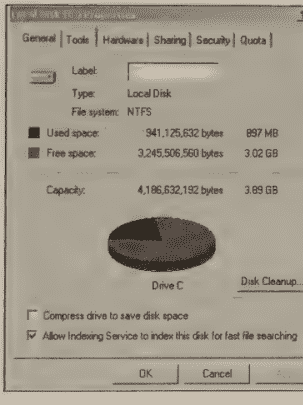 General Tools Hardware Sharing Security Quota
Label:
Type: Local Disk
File system: NTFS
Used space: 941,125,632 bytes 897 MB
Free space: 3,245,506,560 bytes 3.02 GB
Capacity: 4,186,632,192 bytes 3.89 GB
Drive C
Disk Cleanup...
Compress drive to save disk space
Allow Indexing Service to index this disk for fast file searching
OK Cancel